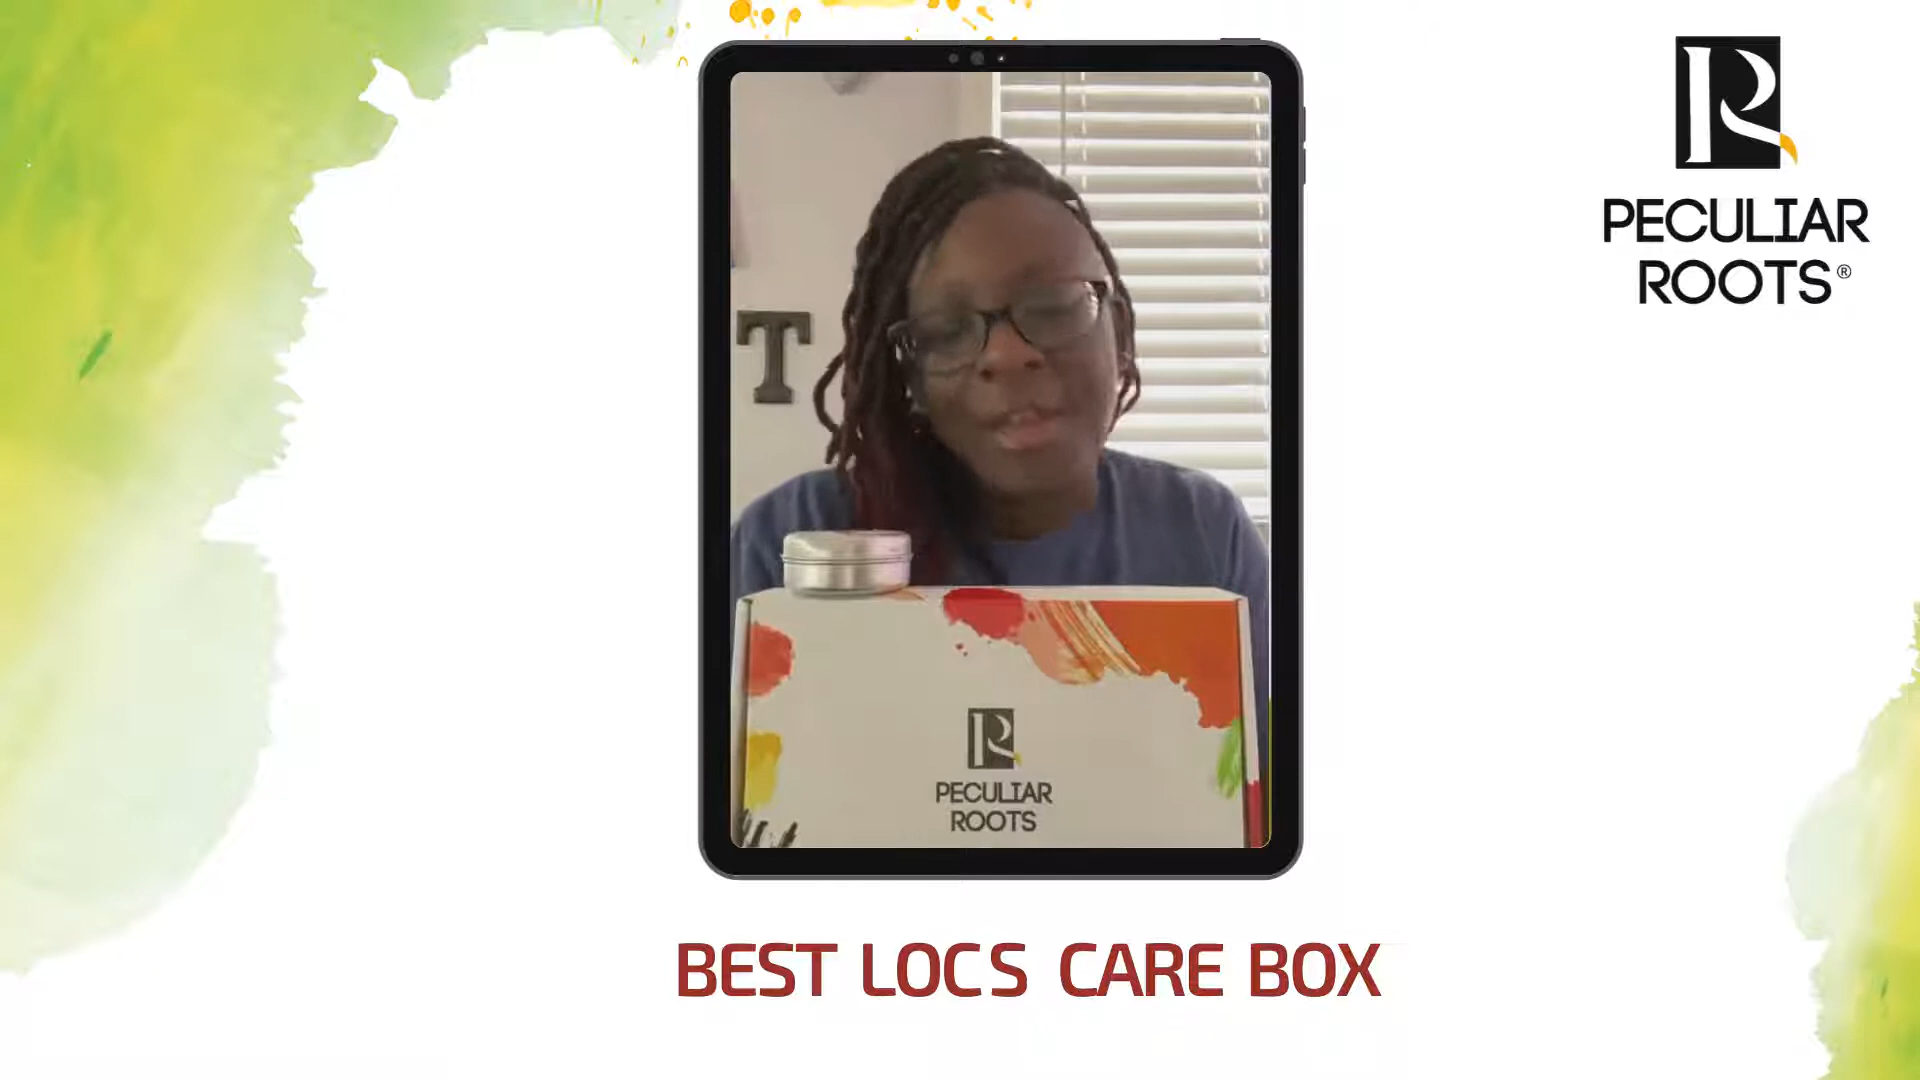 PECULIAR
ROOTS®
T
PECULIAR
ROOTS
BEST LOCS CARE BOX